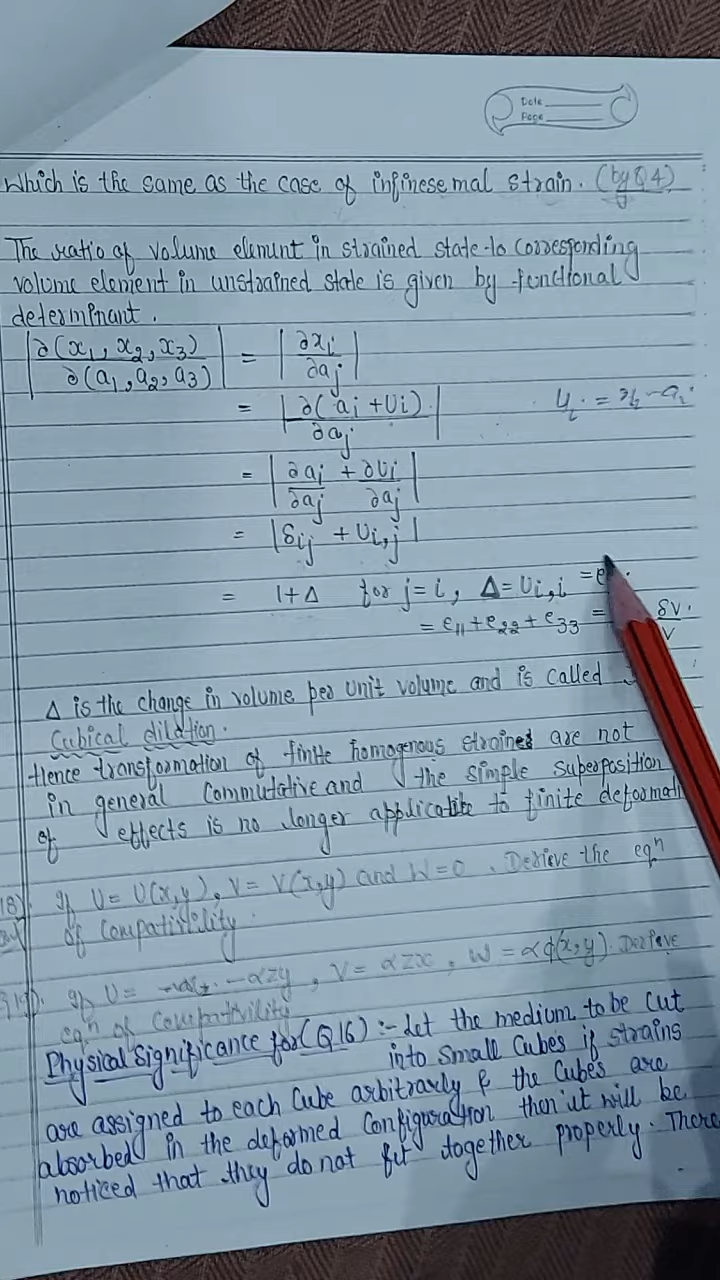 Date
Page
Which is the same as the case of infinesemal strain. (by Q4)
The ratio of volume elemunt in strained state to corresponding
volume element in unstrained state is given by functional
determinant.
|∂(x₁, x₂, x₃) / ∂(a₁, a₂, a₃)| = |∂xᵢ / ∂aⱼ|
= |∂(aᵢ + Uᵢ) / ∂aⱼ| Uᵢ = xᵢ - aᵢ
= |∂aᵢ/∂aⱼ + ∂Uᵢ/∂aⱼ|
= |δᵢⱼ + Uᵢ,ⱼ|
= 1+Δ for j=i, Δ=Uᵢ,ᵢ = e
= e₁₁+e₂₂+e₃₃ = δV/V
Δ is the change in volume per unit volume and is called
Cubical dilation.
Hence transformation of finite homogenous strained are not
in general commutative and the simple superposition
of effects is no longer applicable to finite deformati
18). If U= U(x,y), V= V(x,y) and W=0. Derieve the eqⁿ
of compatibility.
If U= -αzy, V= αzx, W= αφ(x,y). Derieve
eqⁿ of compatibility
Physical Significance for (Q16) :- Let the medium to be cut
into small cubes if strains
are assigned to each cube arbitrarly & the cubes are
absorbed in the deformed configuration then it will be
noticed that they do not fit together properly. There